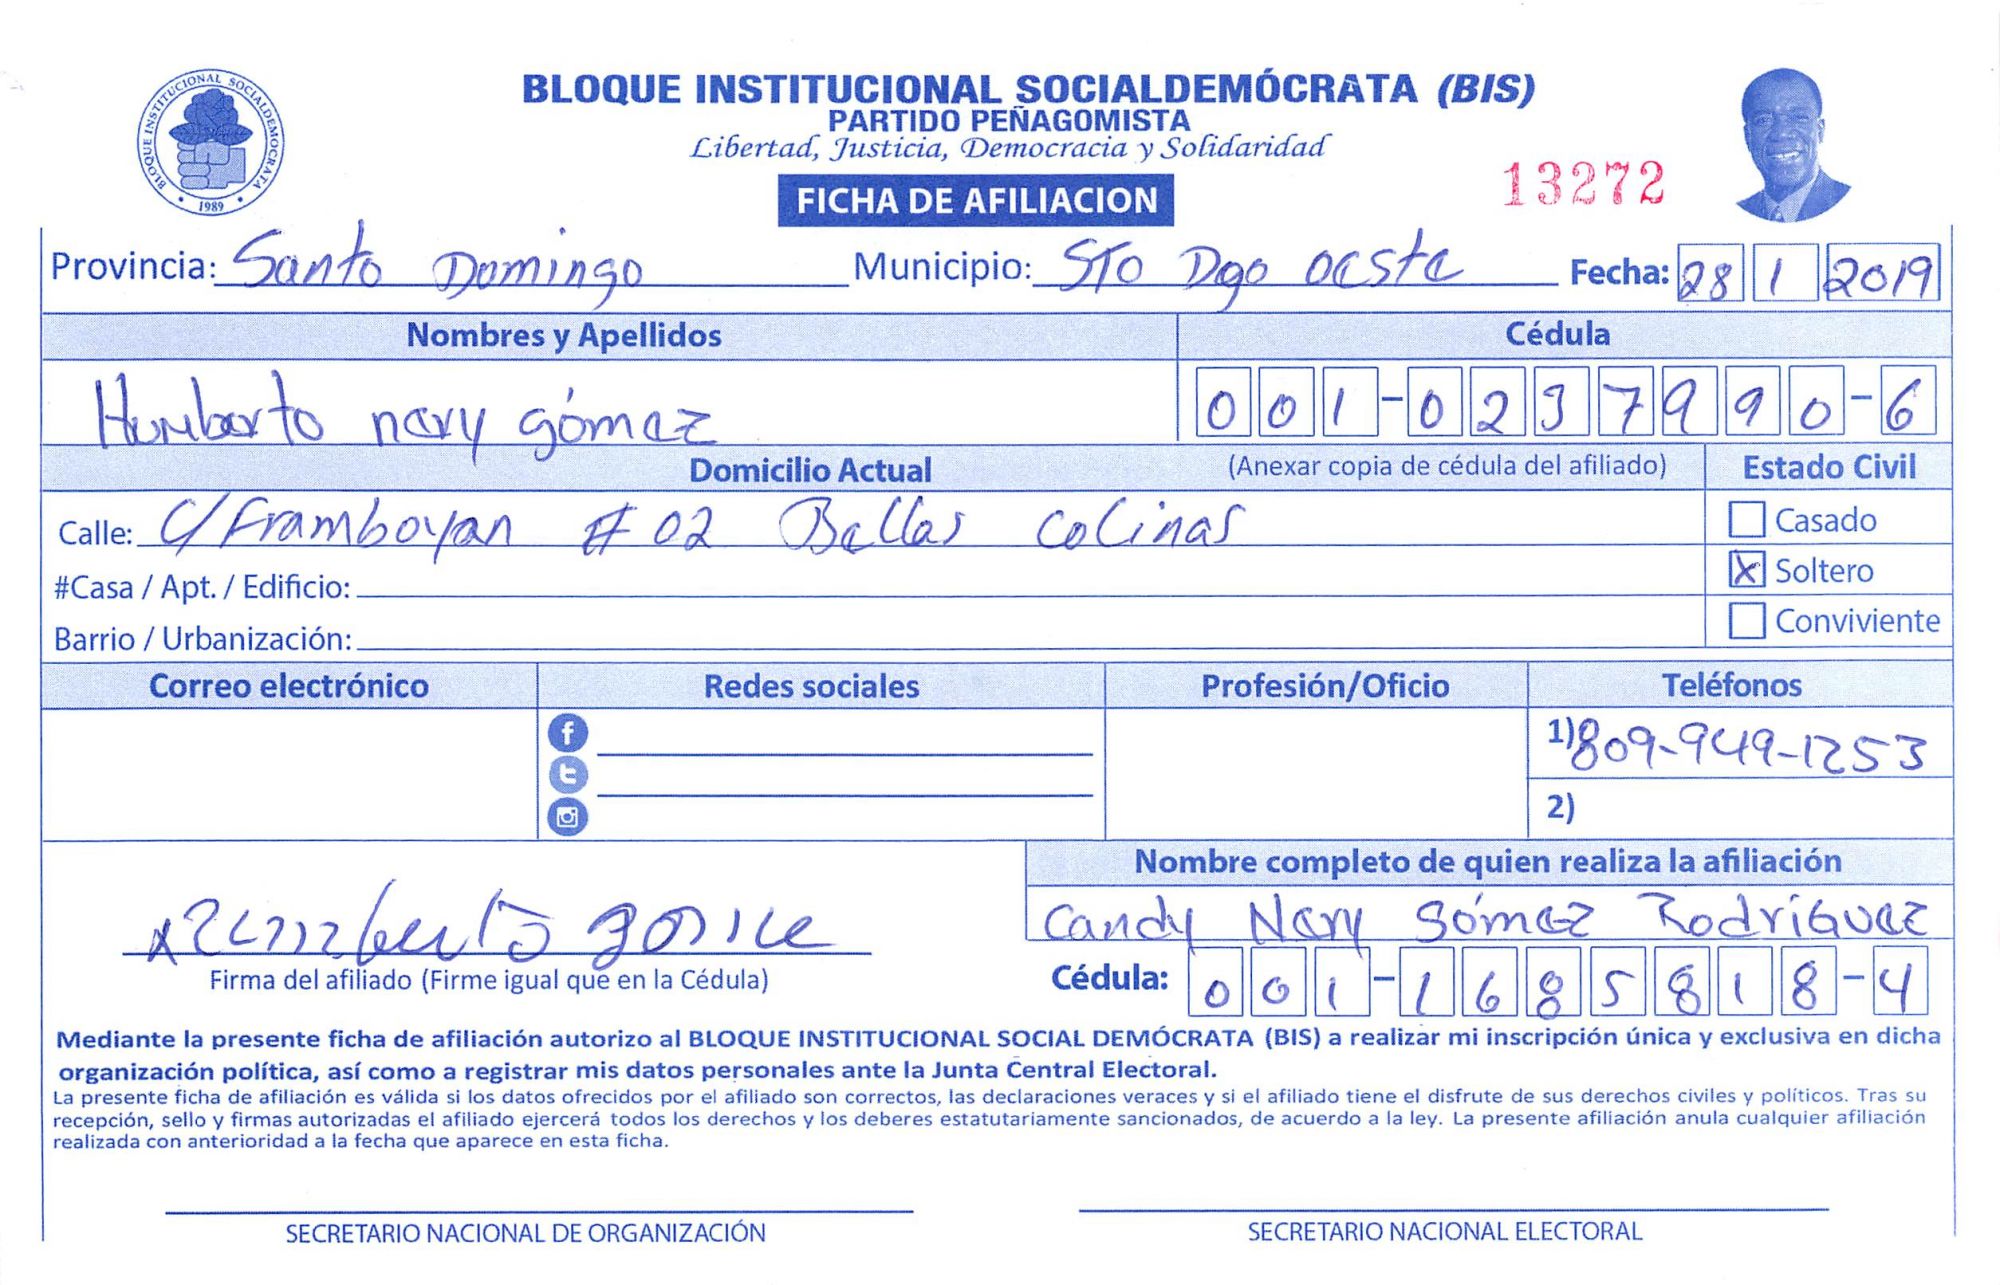 BLOQUE INSTITUCIONAL SOCIALDEMOCRATA
1989
BLOQUE INSTITUCIONAL SOCIALDEMÓCRATA (BIS)
PARTIDO PEÑAGOMISTA
Libertad, Justicia, Democracia y Solidaridad
FICHA DE AFILIACION
13272
Provincia: Santo Domingo Municipio: STO Dgo oeste Fecha: 28 1 2019
Nombres y Apellidos Cédula
Humberto nery gómez 001-0237990-6
Domicilio Actual (Anexar copia de cédula del afiliado) Estado Civil
Calle: C/Framboyan #02 Bellas Colinas
Casado
#Casa / Apt. / Edificio:
X Soltero
Barrio / Urbanización:
Conviviente
Correo electrónico Redes sociales Profesión/Oficio Teléfonos
1) 809-949-1253
2)
Nombre completo de quien realiza la afiliación
Candy Nery Gómez Rodríguez
Firma del afiliado (Firme igual que en la Cédula)
Cédula: 001-1685818-4
Mediante la presente ficha de afiliación autorizo al BLOQUE INSTITUCIONAL SOCIAL DEMÓCRATA (BIS) a realizar mi inscripción única y exclusiva en dicha
organización política, así como a registrar mis datos personales ante la Junta Central Electoral.
La presente ficha de afiliación es válida si los datos ofrecidos por el afiliado son correctos, las declaraciones veraces y si el afiliado tiene el disfrute de sus derechos civiles y políticos. Tras su
recepción, sello y firmas autorizadas el afiliado ejercerá todos los derechos y los deberes estatutariamente sancionados, de acuerdo a la ley. La presente afiliación anula cualquier afiliación
realizada con anterioridad a la fecha que aparece en esta ficha.
SECRETARIO NACIONAL DE ORGANIZACIÓN SECRETARIO NACIONAL ELECTORAL